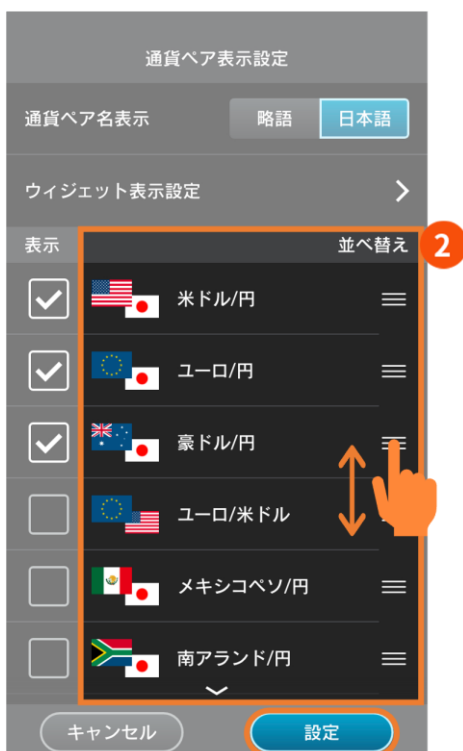 通貨ペア表示設定
通貨ペア名表示 略語 日本語
ウィジェット表示設定
表示 並べ替え 2
米ドル/円
ユーロ/円
豪ドル/円
ユーロ/米ドル
メキシコペソ/円
南アランド/円
キャンセル 設定